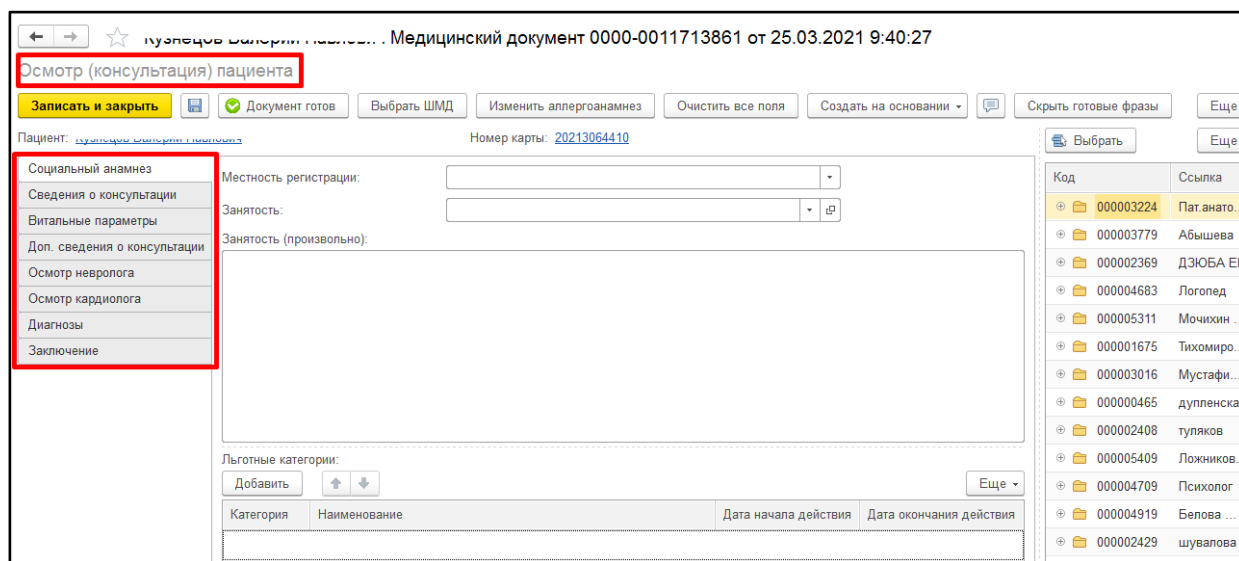 Медицинский документ 0000-0011713861 от 25.03.2021 9:40:27
Осмотр (консультация) пациента
Записать и закрыть Документ готов Выбрать ШМД Изменить аллергоанамнез Очистить все поля Создать на основании Скрыть готовые фразы Еще
Пациент: Номер карты: 20213064410 Выбрать Еще
Социальный анамнез
Сведения о консультации
Витальные параметры
Доп. сведения о консультации
Осмотр невролога
Осмотр кардиолога
Диагнозы
Заключение
Местность регистрации:
Занятость:
Занятость (произвольно):
Льготные категории:
Добавить Еще
Категория Наименование Дата начала действия Дата окончания действия
Код Ссылка
000003224 Пат.анато...
000003779 Абышева
000002369 ДЗЮБА
000004683 Логопед
000005311 Мочихин ...
000001675 Тихомиро...
000003016 Мустафи...
000000465 дупленска
000002408 туляков
000005409 Ложников...
000004709 Психолог
000004919 Белова ...
000002429 шувалова